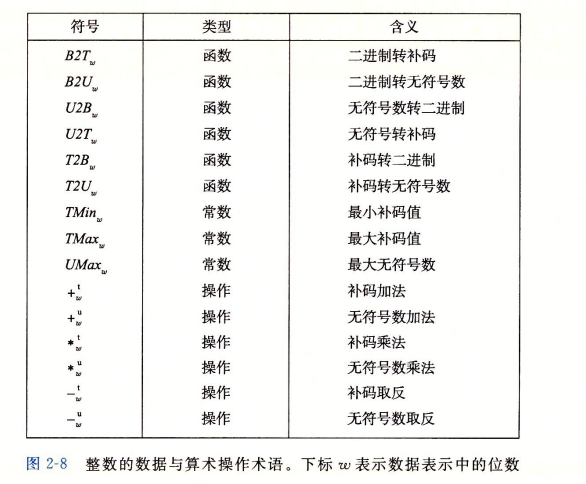 符号 类型 含义
B2T_w 函数 二进制转补码
B2U_w 函数 二进制转无符号数
U2B_w 函数 无符号数转二进制
U2T_w 函数 无符号转补码
T2B_w 函数 补码转二进制
T2U_w 函数 补码转无符号数
TMin_w 常数 最小补码值
TMax_w 常数 最大补码值
UMax_w 常数 最大无符号数
+^t_w 操作 补码加法
+^u_w 操作 无符号数加法
*^t_w 操作 补码乘法
*^u_w 操作 无符号数乘法
-^t_w 操作 补码取反
-^u_w 操作 无符号数取反
图 2-8 整数的数据与算术操作术语。下标 w 表示数据表示中的位数